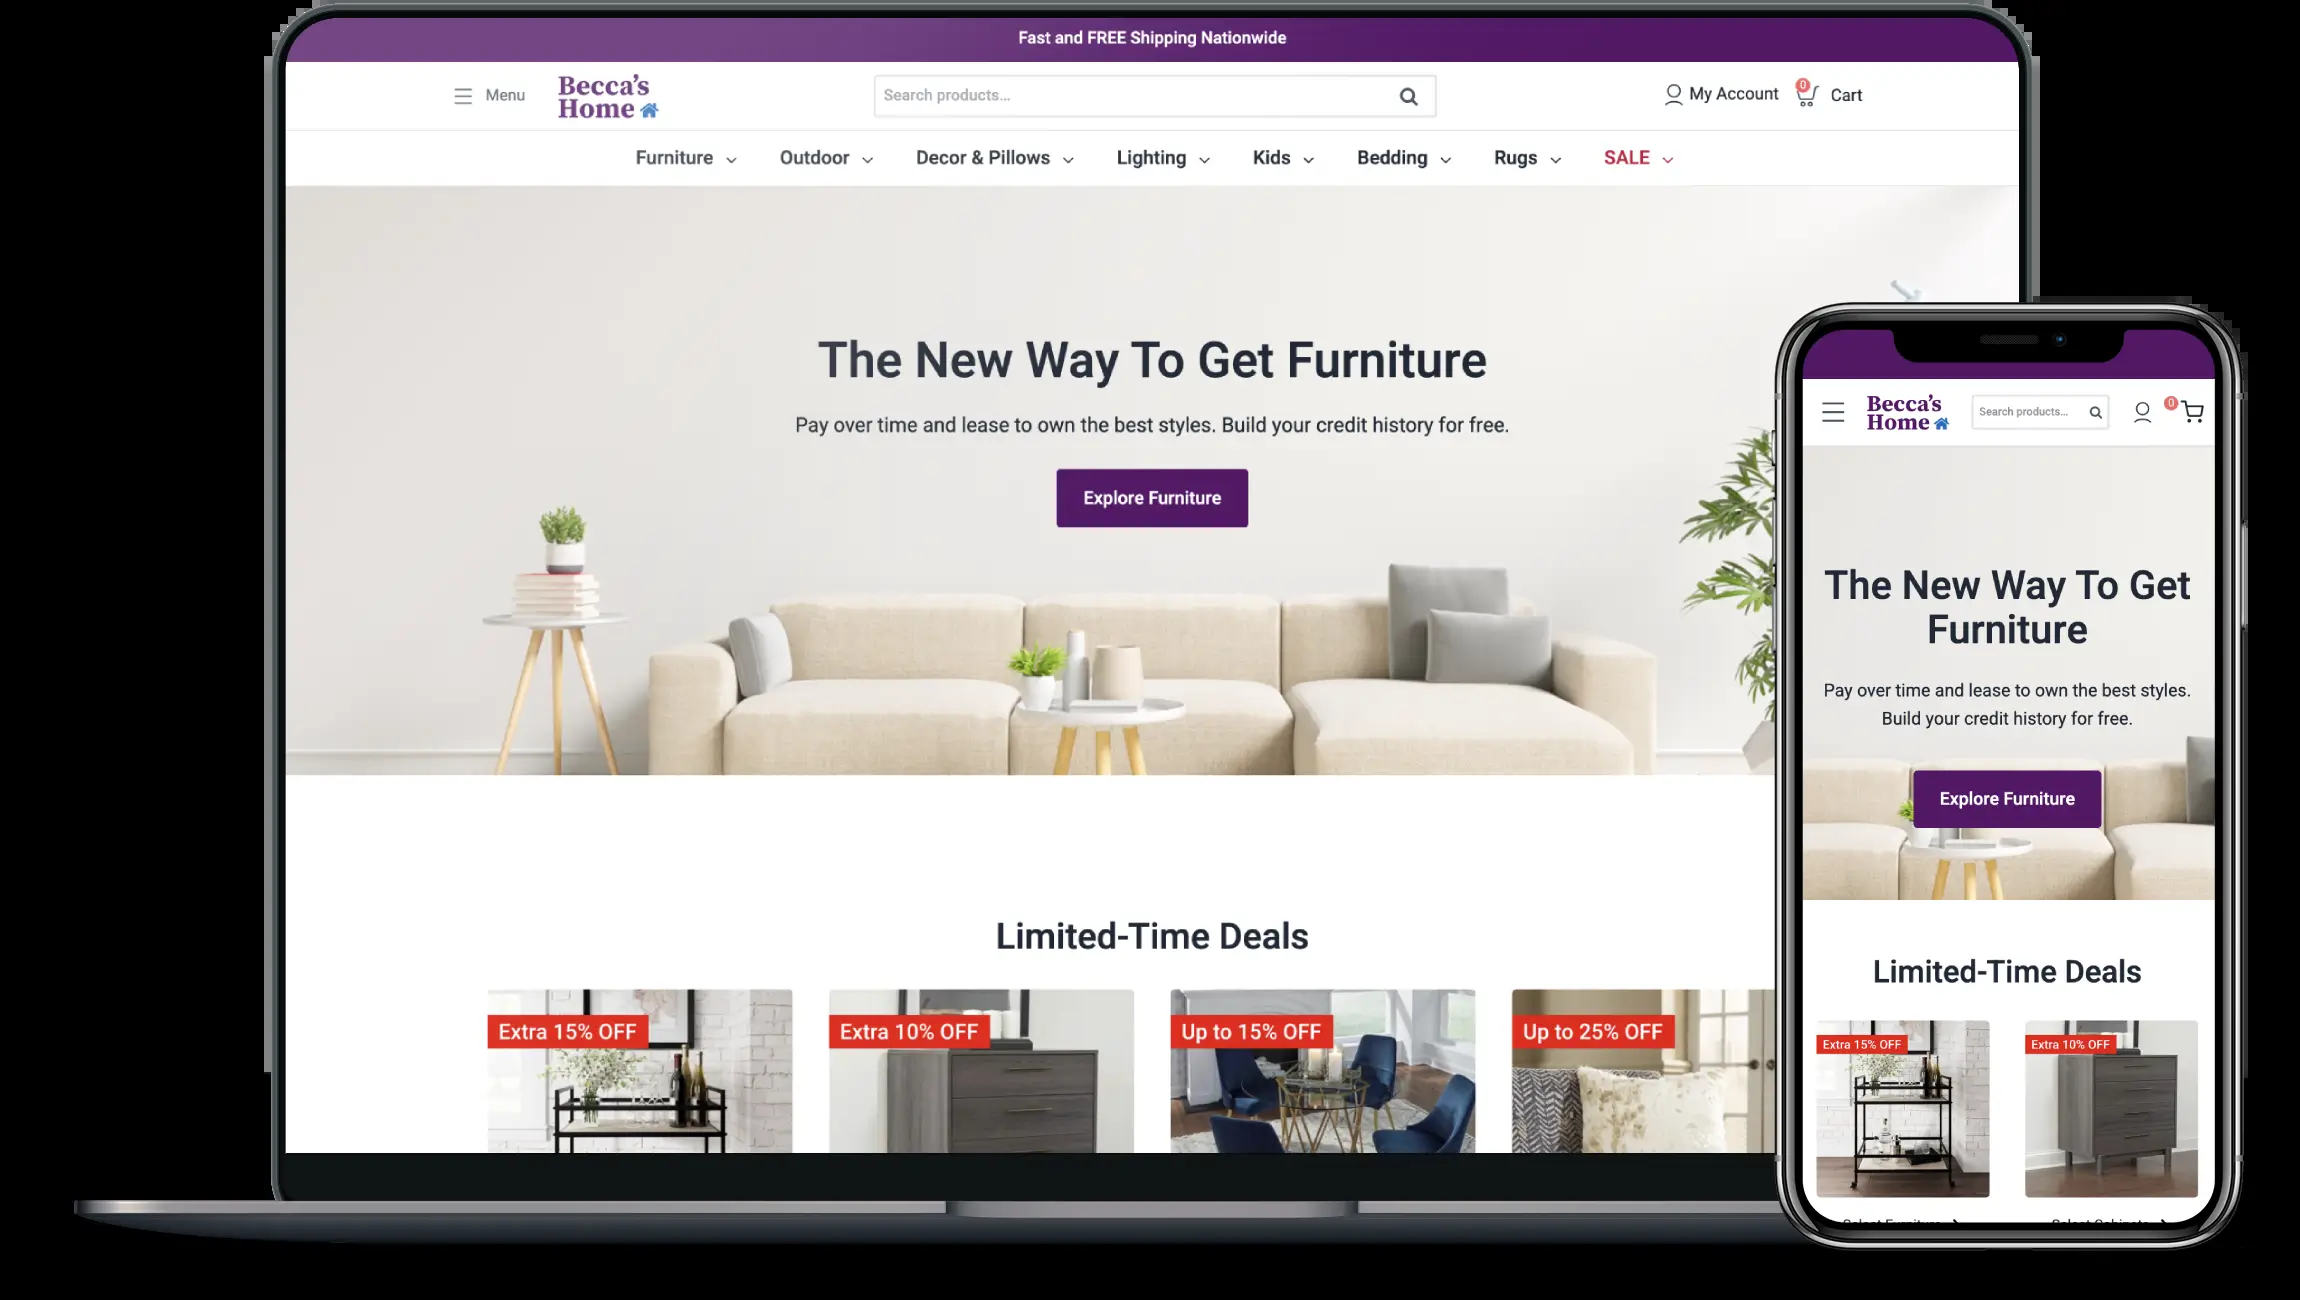 Fast and FREE Shipping Nationwide
Menu
Becca's
Home
Search products...
My Account
0
Cart
Furniture
Outdoor
Decor & Pillows
Lighting
Kids
Bedding
Rugs
SALE
The New Way To Get Furniture
Pay over time and lease to own the best styles. Build your credit history for free.
Explore Furniture
Limited-Time Deals
Extra 15% OFF
Extra 10% OFF
Up to 15% OFF
Up to 25% OFF
Becca's
Home
Search products...
0
The New Way To Get
Furniture
Pay over time and lease to own the best styles.
Build your credit history for free.
Explore Furniture
Limited-Time Deals
Extra 15% OFF
Extra 10% OFF
Select Furniture
Select Cabinets